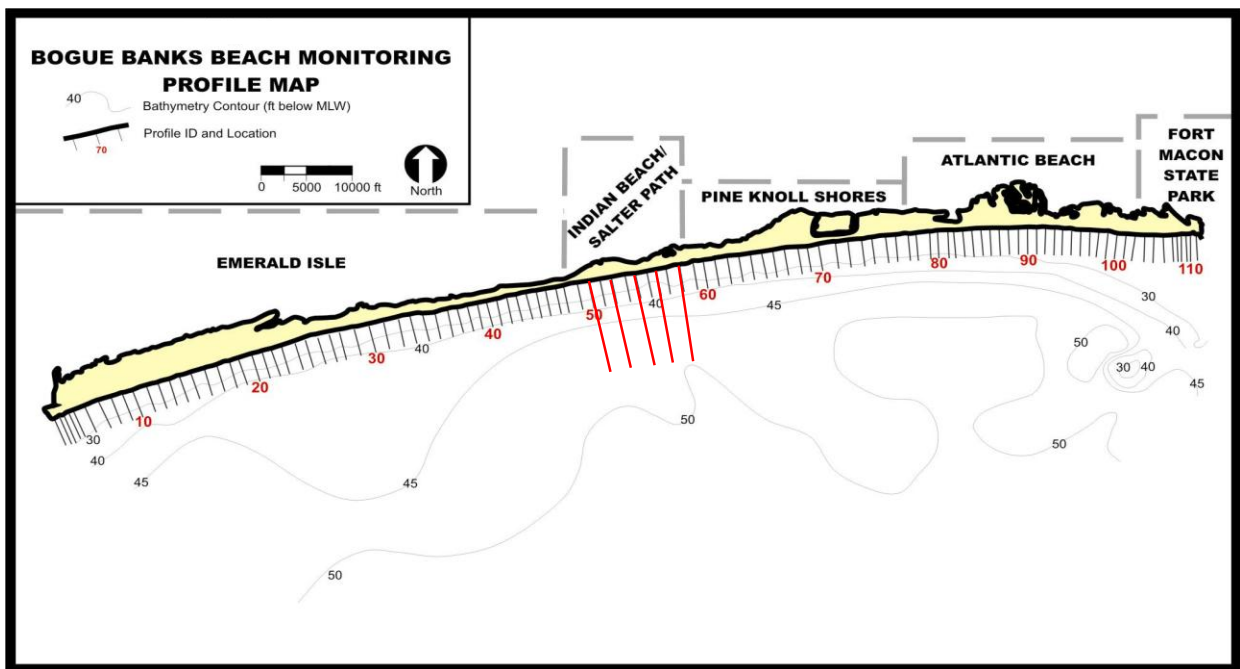 BOGUE BANKS BEACH MONITORING
PROFILE MAP
40
Bathymetry Contour (ft below MLW)
Profile ID and Location
70
0 5000 10000 ft
North
EMERALD ISLE
INDIAN BEACH/
SALTER PATH
PINE KNOLL SHORES
ATLANTIC BEACH
FORT
MACON
STATE
PARK
10
20
30
40
50
60
70
80
90
100
110
30
40
45
40
45
40
45
50
50
50
50
30
40
30
40
45